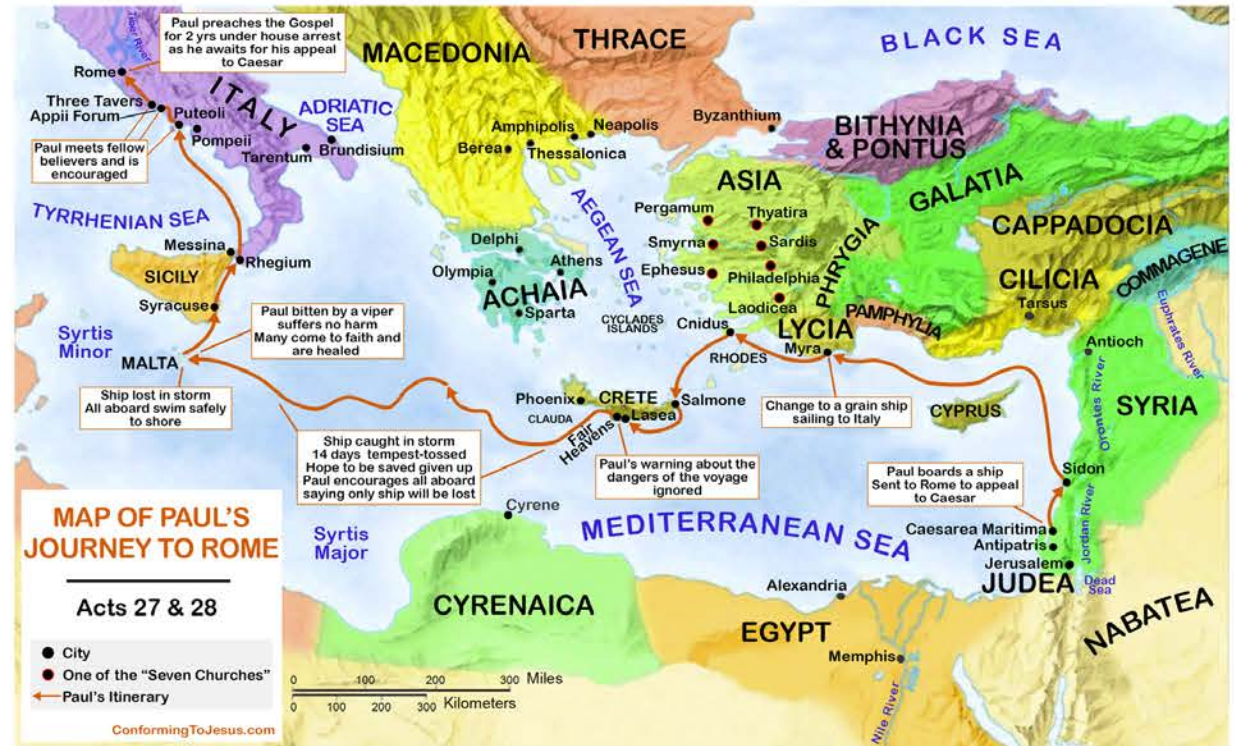 Paul preaches the Gospel
for 2 yrs under house arrest
as he awaits for his appeal
to Caesar
Tiber River
Rome
Three Tavers
Appii Forum
Puteoli
Pompeii
Paul meets fellow
believers and is
encouraged
ITALY
ADRIATIC
SEA
Tarentum
Brundisium
MACEDONIA
THRACE
BLACK SEA
Amphipolis
Neapolis
Berea
Thessalonica
Byzanthium
BITHYNIA
& PONTUS
ASIA
GALATIA
CAPPADOCIA
COMMAGENE
AEGEAN SEA
Pergamum
Thyatira
Smyrna
Sardis
Ephesus
Philadelphia
Laodicea
PHRYGIA
CILICIA
Tarsus
Euphrates River
TYRRHENIAN SEA
Messina
Rhegium
SICILY
Syracuse
Delphi
Olympia
Athens
ACHAIA
Sparta
CYCLADES
ISLANDS
Cnidus
LYCIA
PAMPHYLIA
Myra
RHODES
Antioch
Orontes River
SYRIA
Syrtis
Minor
MALTA
Paul bitten by a viper
suffers no harm
Many come to faith and
are healed
Ship lost in storm
All aboard swim safely
to shore
Phoenix
CRETE
Salmone
CLAUDA
Lasea
Fair
Heavens
Change to a grain ship
sailing to Italy
CYPRUS
Ship caught in storm
14 days tempest-tossed
Hope to be saved given up
Paul encourages all aboard
saying only ship will be lost
Paul's warning about the
dangers of the voyage
ignored
Paul boards a ship
Sent to Rome to appeal
to Caesar
Sidon
Caesarea Maritima
Antipatris
Jerusalem
Jordan River
JUDEA
Dead
Sea
NABATEA
Cyrene
Syrtis
Major
MEDITERRANEAN SEA
CYRENAICA
Alexandria
EGYPT
Memphis
Nile River
MAP OF PAUL'S
JOURNEY TO ROME
Acts 27 & 28
City
One of the "Seven Churches"
Paul's Itinerary
ConformingToJesus.com
0 100 200 300 Miles
0 100 200 300 Kilometers